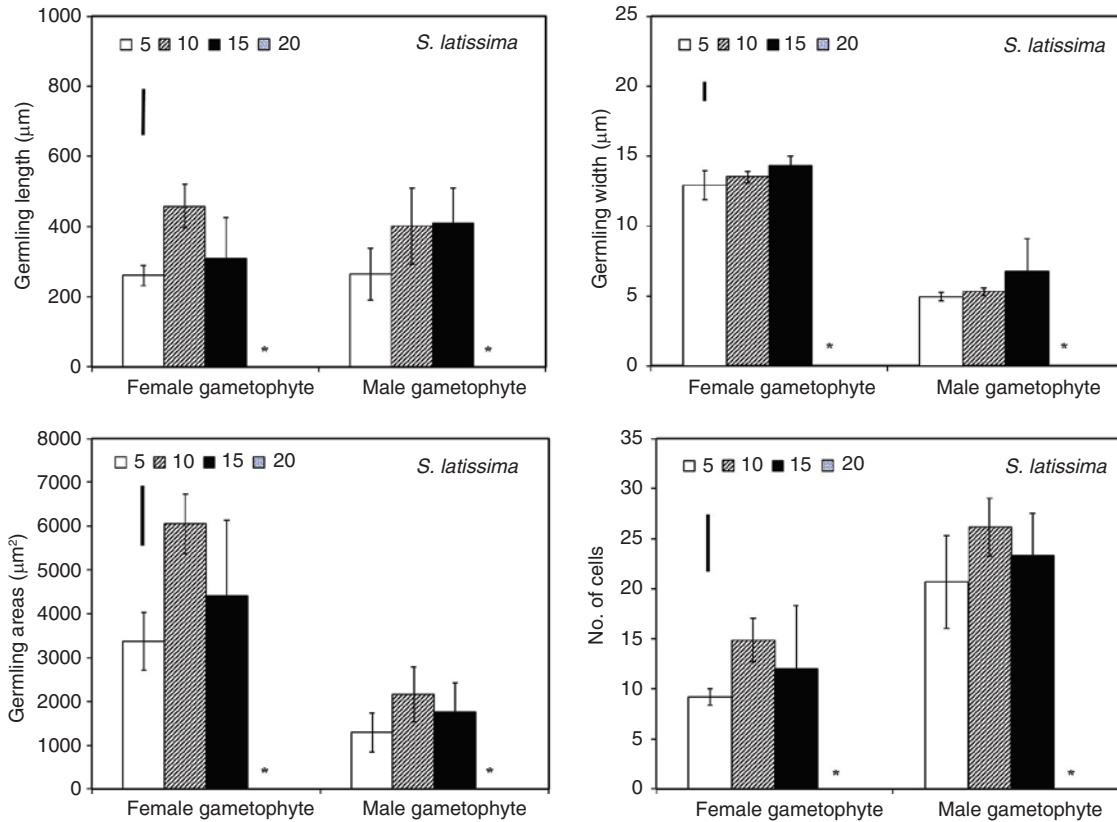 1000
800
600
400
200
0
Germling length (μm)
5 10 15 20
S. latissima
*
*
Female gametophyte Male gametophyte
25
20
15
10
5
0
Germling width (μm)
5 10 15 20
S. latissima
*
*
Female gametophyte Male gametophyte
8000
7000
6000
5000
4000
3000
2000
1000
0
Germling areas (μm²)
5 10 15 20
S. latissima
*
*
Female gametophyte Male gametophyte
35
30
25
20
15
10
5
0
No. of cells
5 10 15 20
S. latissima
*
*
Female gametophyte Male gametophyte